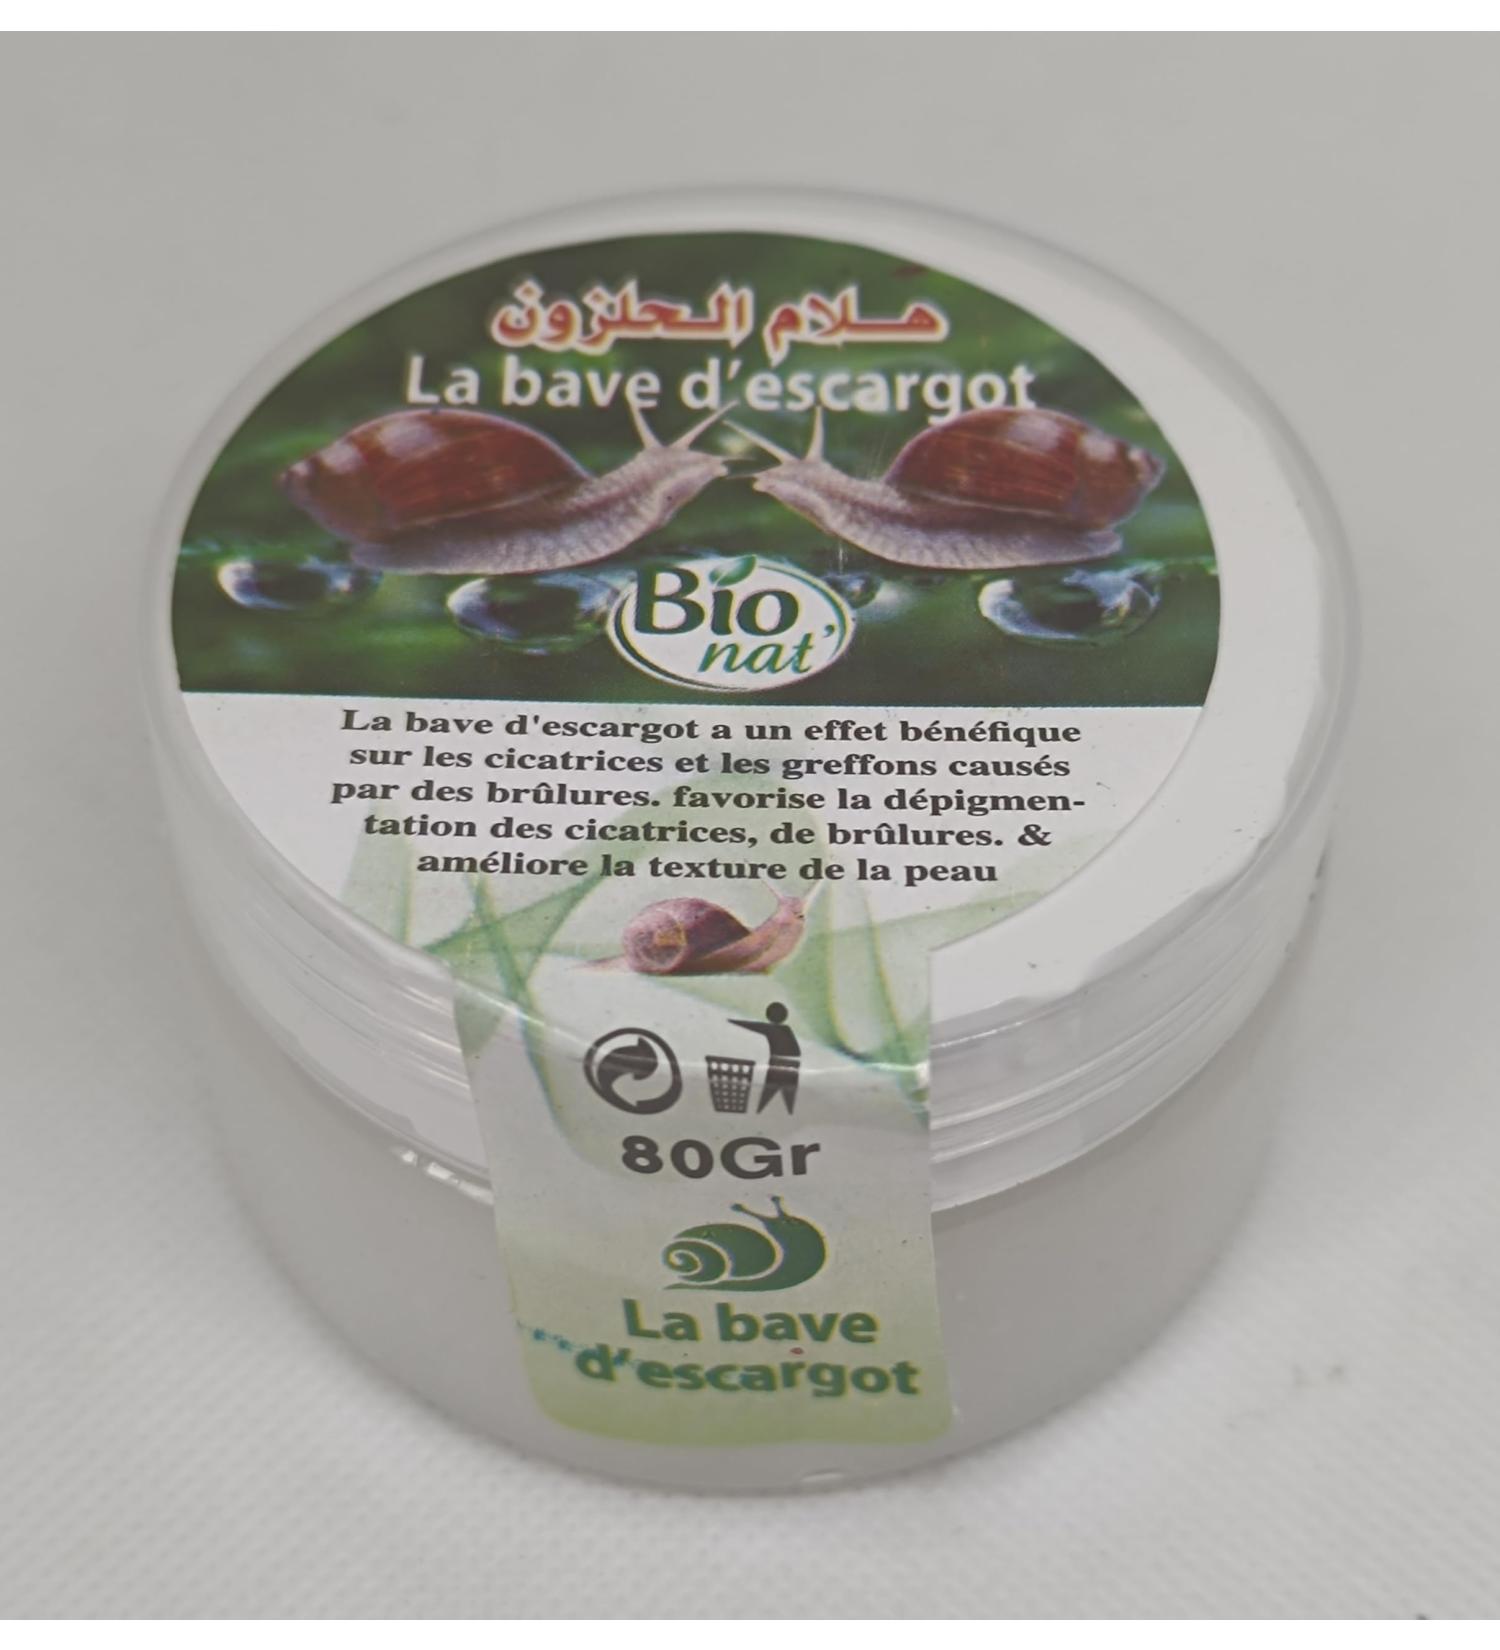 هلام الحلزون
La bave d'escargot
Bio
nat'
La bave d'escargot a un effet bénéfique
sur les cicatrices et les greffons causés
par des brûlures. favorise la dépigmen-
tation des cicatrices, de brûlures. &
améliore la texture de la peau
80Gr
La bave
d'escargot